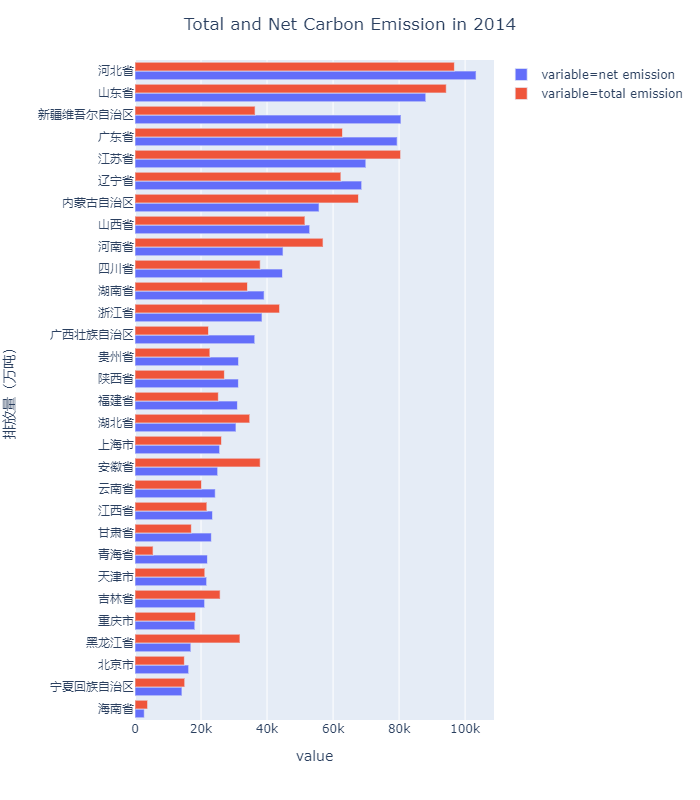 Total and Net Carbon Emission in 2014
variable=net emission
variable=total emission
排放量 (万吨)
河北省
山东省
新疆维吾尔自治区
广东省
江苏省
辽宁省
内蒙古自治区
山西省
河南省
四川省
湖南省
浙江省
广西壮族自治区
贵州省
陕西省
福建省
湖北省
上海市
安徽省
云南省
江西省
甘肃省
青海省
天津市
吉林省
重庆市
黑龙江省
北京市
宁夏回族自治区
海南省
0 20k 40k 60k 80k 100k
value